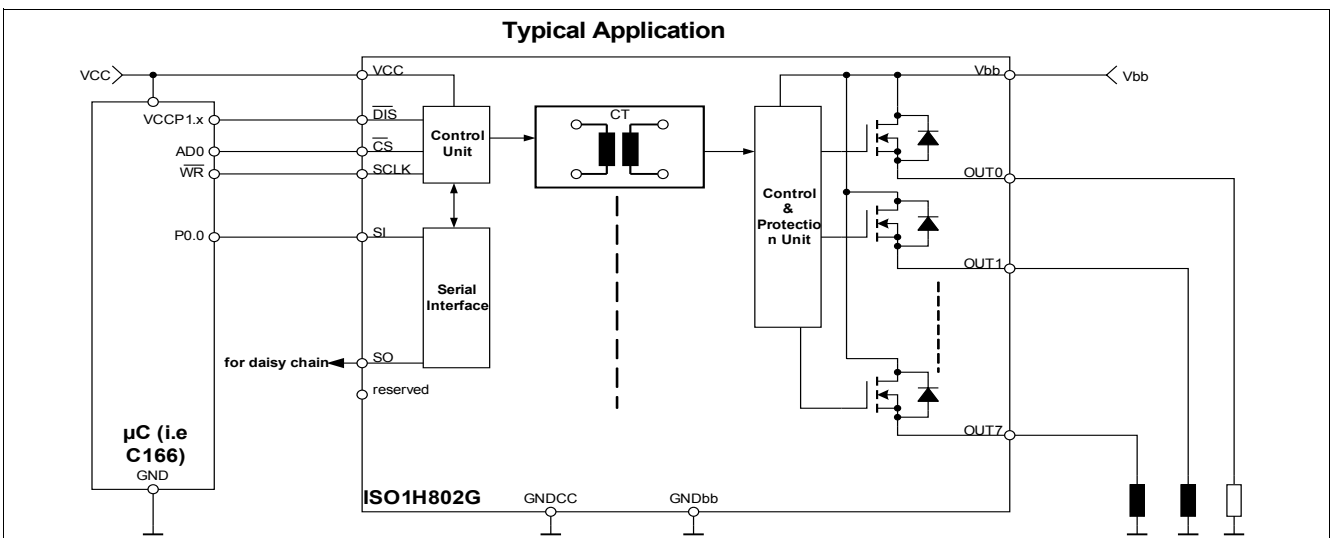 Typical Application
VCC
VCC
Vbb
Vbb
VCCP1.x
DIS
CT
Control
Unit
AD0
CS
WR
SCLK
OUT0
Control
&
Protectio
n Unit
P0.0
SI
OUT1
Serial
Interface
for daisy chain
SO
reserved
µC (i.e
C166)
OUT7
GND
ISO1H802G
GNDCC
GNDbb